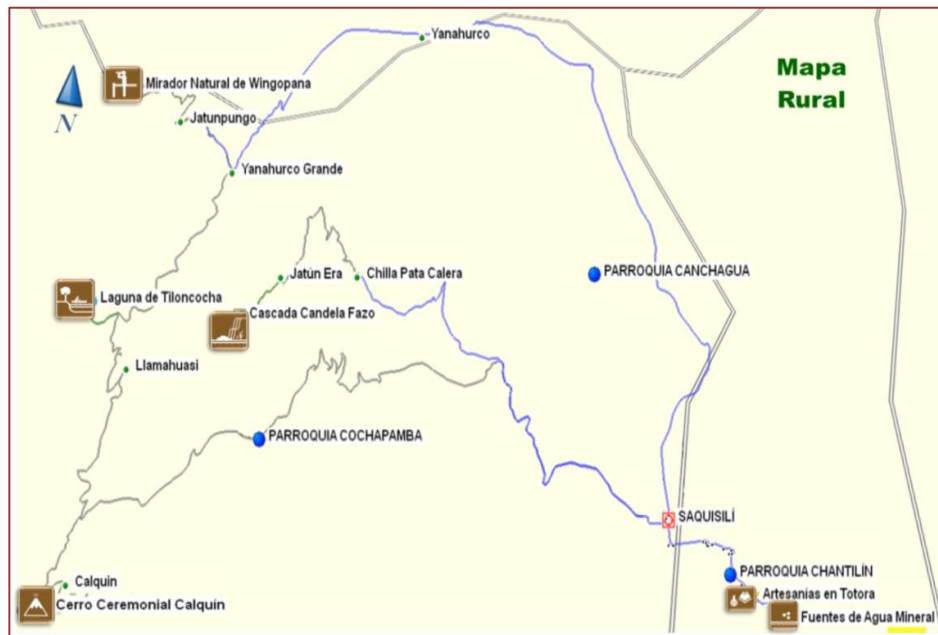 Yanahurco
Mapa
Rural
Mirador Natural de Wingopana
N
Jatunpungo
Yanahurco Grande
Jatún Era
Chilla Pata Calera
PARROQUIA CANCHAGUA
Laguna de Tiloncocha
Cascada Candela Fazo
Llamahuasi
PARROQUIA COCHAPAMBA
SAQUISILÍ
PARROQUIA CHANTILÍN
Calquin
Artesanías en Totora
Cerro Ceremonial Calquín
Fuentes de Agua Mineral